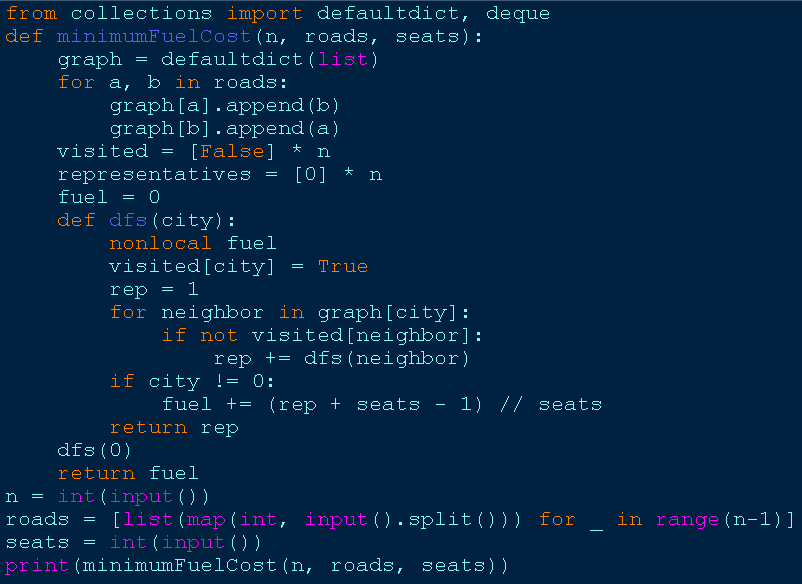 from collections import defaultdict, deque
def minimumFuelCost(n, roads, seats):
    graph = defaultdict(list)
    for a, b in roads:
        graph[a].append(b)
        graph[b].append(a)
    visited = [False] * n
    representatives = [0] * n
    fuel = 0
    def dfs(city):
        nonlocal fuel
        visited[city] = True
        rep = 1
        for neighbor in graph[city]:
            if not visited[neighbor]:
                rep += dfs(neighbor)
        if city != 0:
            fuel += (rep + seats - 1) // seats
        return rep
    dfs(0)
    return fuel
n = int(input())
roads = [list(map(int, input().split())) for _ in range(n-1)]
seats = int(input())
print(minimumFuelCost(n, roads, seats))